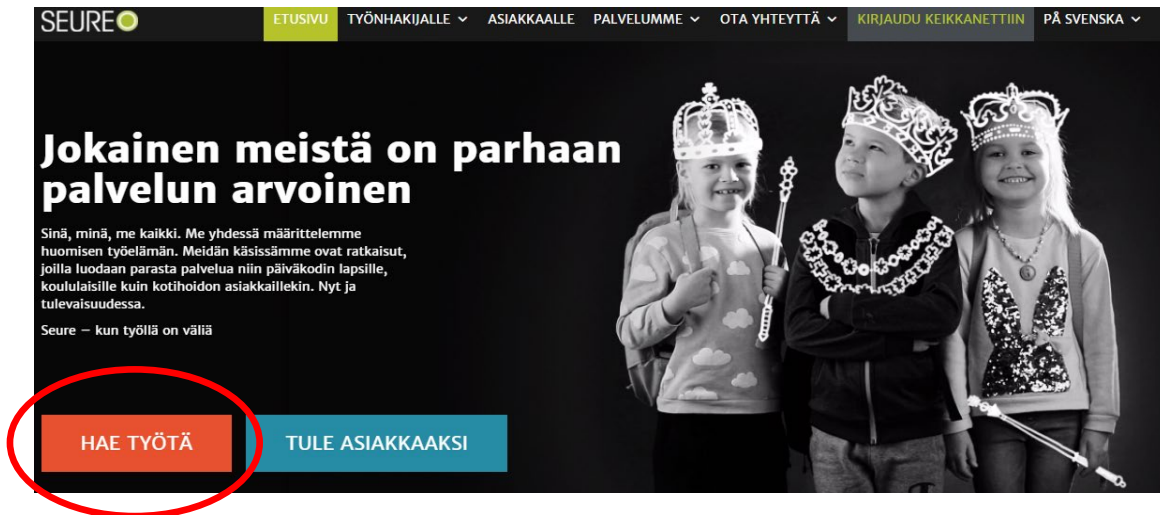 SEURE
ETUSIVU TYÖNHAKIJALLE ASIAKKAALLE PALVELUMME OTA YHTEYTTÄ KIRJAUDU KEIKKANETTIIN PÅ SVENSKA
Jokainen meistä on parhaan
palvelun arvoinen
Sinä, minä, me kaikki. Me yhdessä määrittelemme
huomisen työelämän. Meidän käsissämme ovat ratkaisut,
joilla luodaan parasta palvelua niin päiväkodin lapsille,
koululaisille kuin kotihoidon asiakkaillekin. Nyt ja
tulevaisuudessa.
Seure – kun työllä on väliä
HAE TYÖTÄ TULE ASIAKKAAKSI